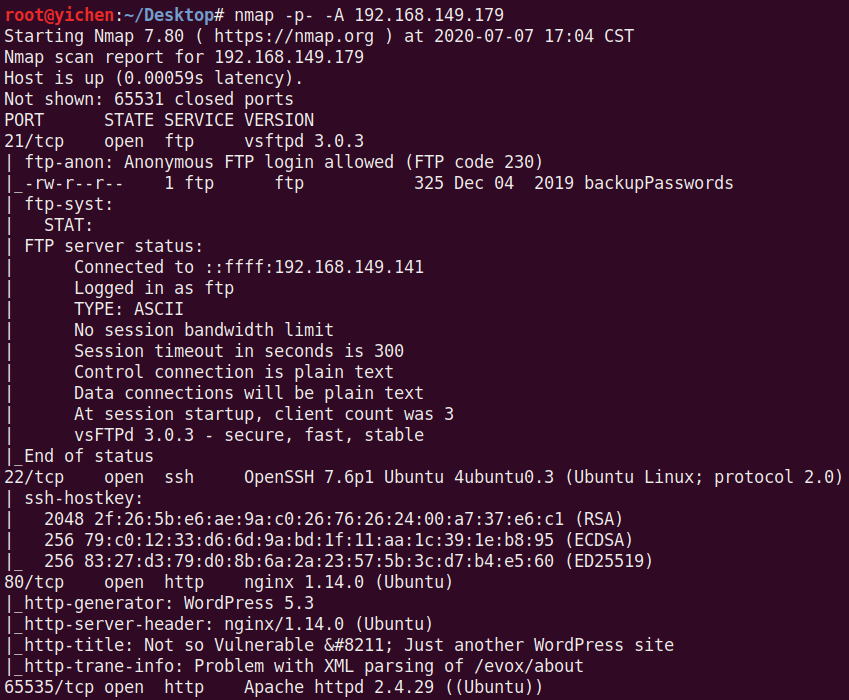 root@yichen:~/Desktop# nmap -p- -A 192.168.149.179
Starting Nmap 7.80 ( https://nmap.org ) at 2020-07-07 17:04 CST
Nmap scan report for 192.168.149.179
Host is up (0.00059s latency).
Not shown: 65531 closed ports
PORT      STATE SERVICE VERSION
21/tcp    open  ftp     vsftpd 3.0.3
| ftp-anon: Anonymous FTP login allowed (FTP code 230)
|_-rw-r--r--    1 ftp      ftp           325 Dec 04  2019 backupPasswords
| ftp-syst:
|   STAT:
| FTP server status:
|      Connected to ::ffff:192.168.149.141
|      Logged in as ftp
|      TYPE: ASCII
|      No session bandwidth limit
|      Session timeout in seconds is 300
|      Control connection is plain text
|      Data connections will be plain text
|      At session startup, client count was 3
|      vsFTPd 3.0.3 - secure, fast, stable
|_End of status
22/tcp    open  ssh     OpenSSH 7.6p1 Ubuntu 4ubuntu0.3 (Ubuntu Linux; protocol 2.0)
| ssh-hostkey:
|   2048 2f:26:5b:e6:ae:9a:c0:26:76:26:24:00:a7:37:e6:c1 (RSA)
|   256 79:c0:12:33:d6:6d:9a:bd:1f:11:aa:1c:39:1e:b8:95 (ECDSA)
|_  256 83:27:d3:79:d0:8b:6a:2a:23:57:5b:3c:d7:b4:e5:60 (ED25519)
80/tcp    open  http    nginx 1.14.0 (Ubuntu)
|_http-generator: WordPress 5.3
|_http-server-header: nginx/1.14.0 (Ubuntu)
|_http-title: Not so Vulnerable &#8211; Just another WordPress site
|_http-trane-info: Problem with XML parsing of /evox/about
65535/tcp open  http    Apache httpd 2.4.29 ((Ubuntu))